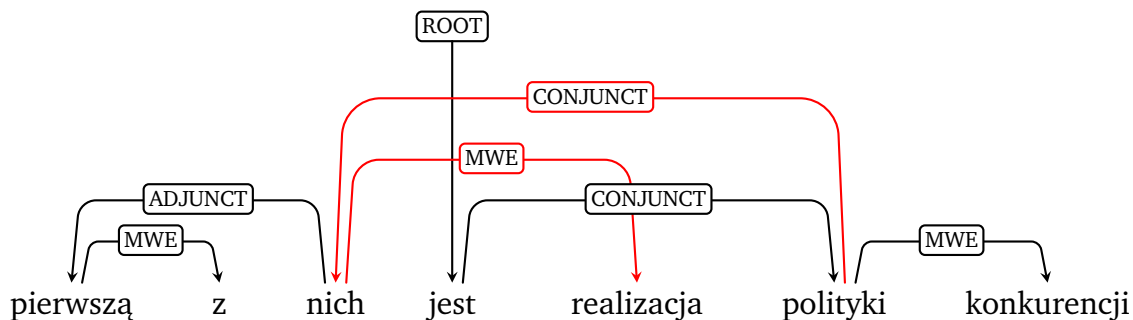 ROOT
CONJUNCT
MWE
ADJUNCT CONJUNCT
MWE MWE
pierwszą z nich jest realizacja polityki konkurencji